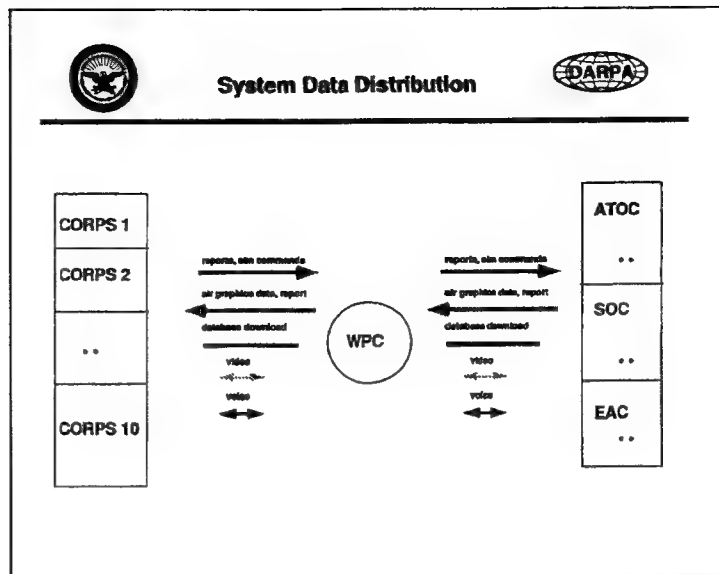 System Data Distribution
DARPA
CORPS 1
CORPS 2
..
CORPS 10
reports, sim commands
air graphics data, report
database download
video
voice
WPC
reports, sim commands
air graphics data, report
database download
video
voice
ATOC
..
SOC
..
EAC
..